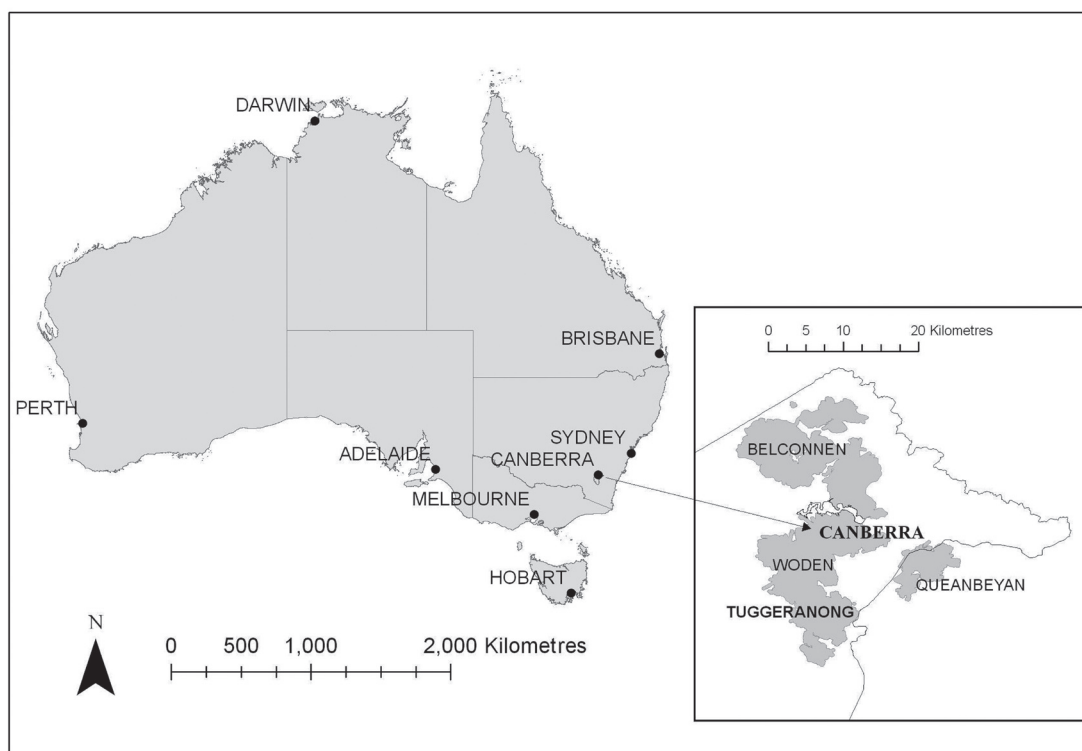 DARWIN
BRISBANE
PERTH
SYDNEY
ADELAIDE
CANBERRA
MELBOURNE
HOBART
N
0 500 1,000 2,000 Kilometres
0 5 10 20 Kilometres
BELCONNEN
CANBERRA
WODEN
QUEANBEYAN
TUGGERANONG